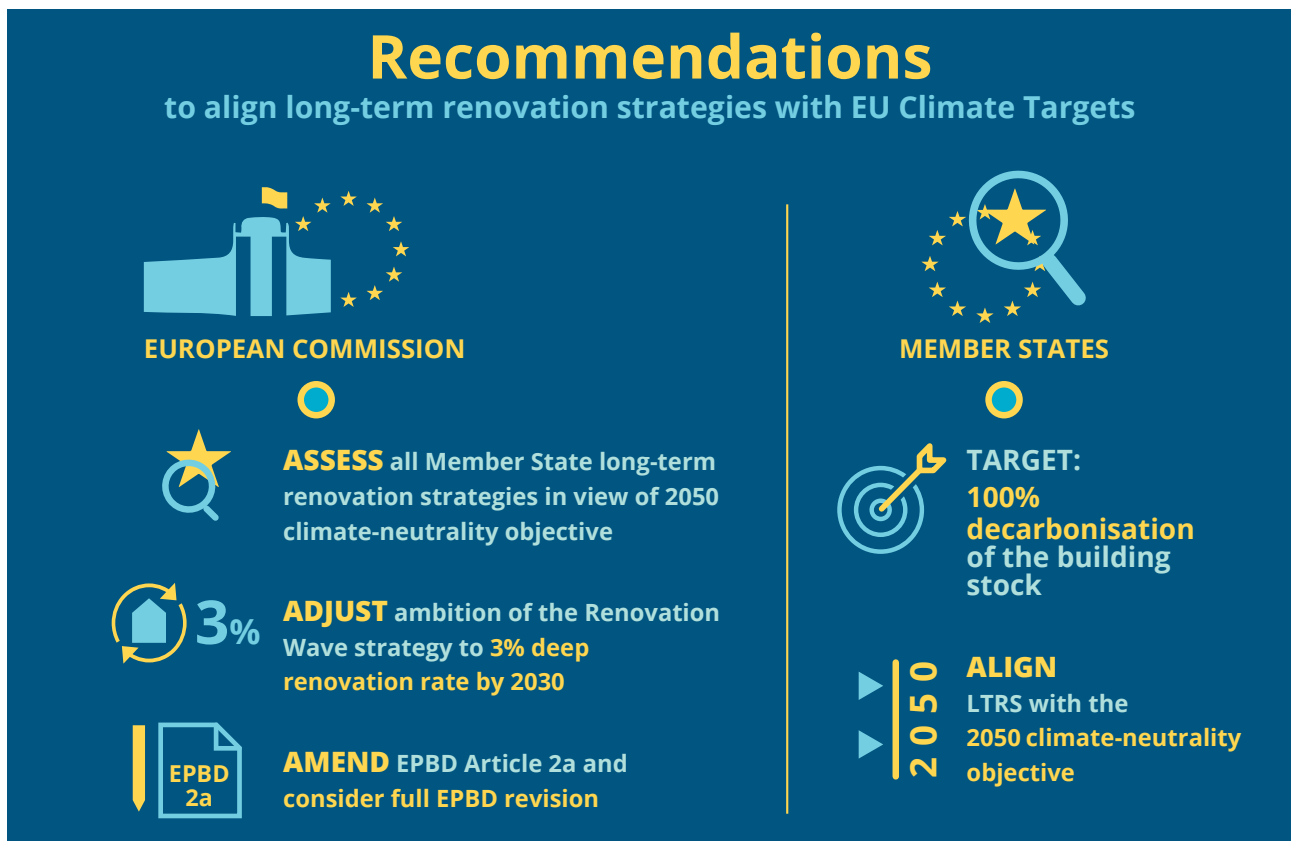 Recommendations
to align long-term renovation strategies with EU Climate Targets
EUROPEAN COMMISSION
ASSESS all Member State long-term
renovation strategies in view of 2050
climate-neutrality objective
3%
ADJUST ambition of the Renovation
Wave strategy to 3% deep
renovation rate by 2030
EPBD
2a
AMEND EPBD Article 2a and
consider full EPBD revision
MEMBER STATES
TARGET:
100%
decarbonisation
of the building
stock
2050
ALIGN
LTRS with the
2050 climate-neutrality
objective